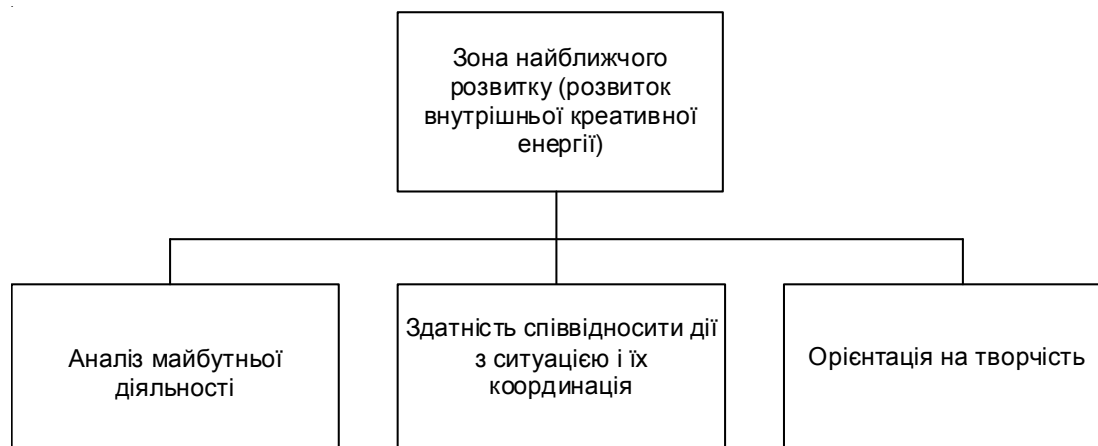 Зона найближчого
розвитку (розвиток
внутрішньої креативної
енергії)
Аналіз майбутньої
діяльності
Здатність співвідносити дії
з ситуацією і їх
координація
Орієнтація на творчість